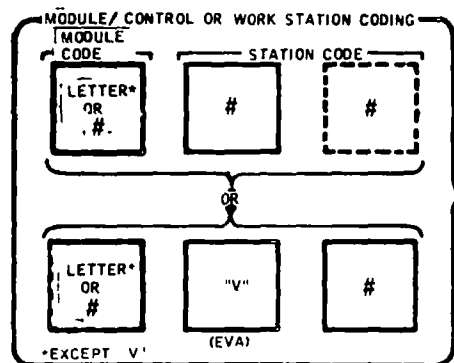 MODULE/ CONTROL OR WORK STATION CODING
MODULE
CODE
STATION CODE
LETTER*
OR
#
#
#
OR
LETTER*
OR
#
"V"
#
(EVA)
*EXCEPT 'V'